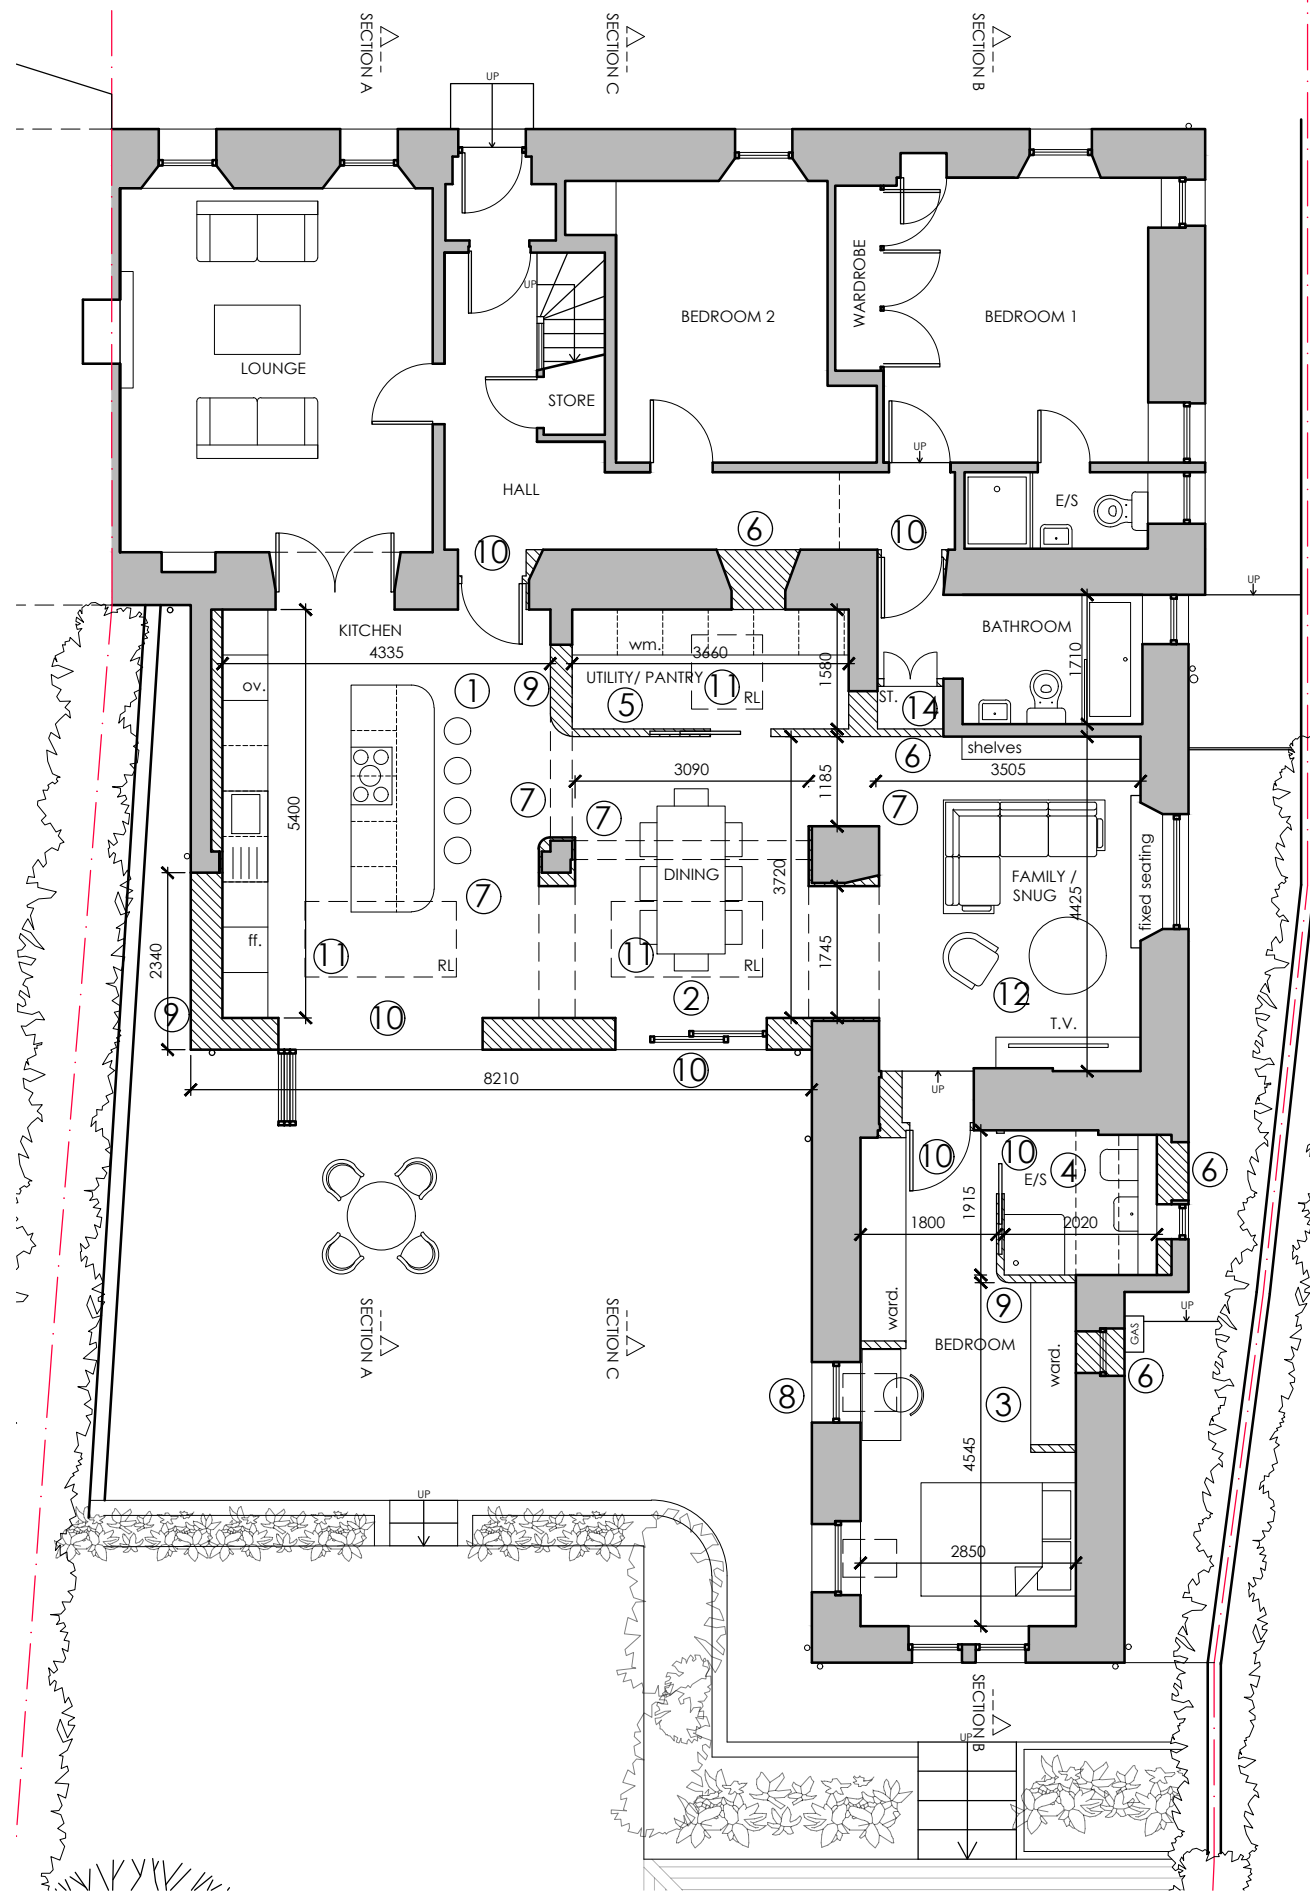 SECTION A
SECTION C
SECTION B
UP
WARDROBE
BEDROOM 2
BEDROOM 1
UP
LOUNGE
STORE
UP
HALL
E/S
6
10
10
UP
KITCHEN
BATHROOM
4335
wm.
3660
1580
1710
UTILITY/ PANTRY
ov.
1
9
5
11
RL
ST.
14
6
shelves
3090
1185
3505
5400
7
7
7
DINING
3720
FAMILY /
SNUG
4425
fixed seating
7
ff.
11
RL
11
RL
2340
1745
9
10
2
12
T.V.
8210
10
UP
10
10
4
E/S
6
1915
1800
2020
9
ward.
BEDROOM
ward.
GAS
UP
SECTION A
SECTION C
8
3
6
4545
UP
2850
SECTION B
UP